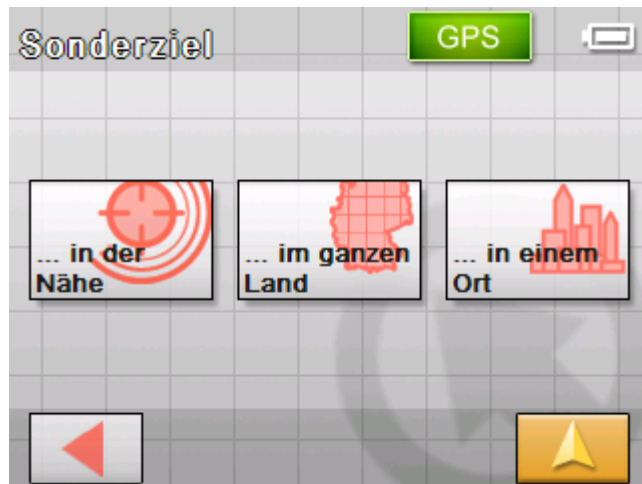 Sonderziel
GPS
... in der
Nähe
... im ganzen
Land
... in einem
Ort